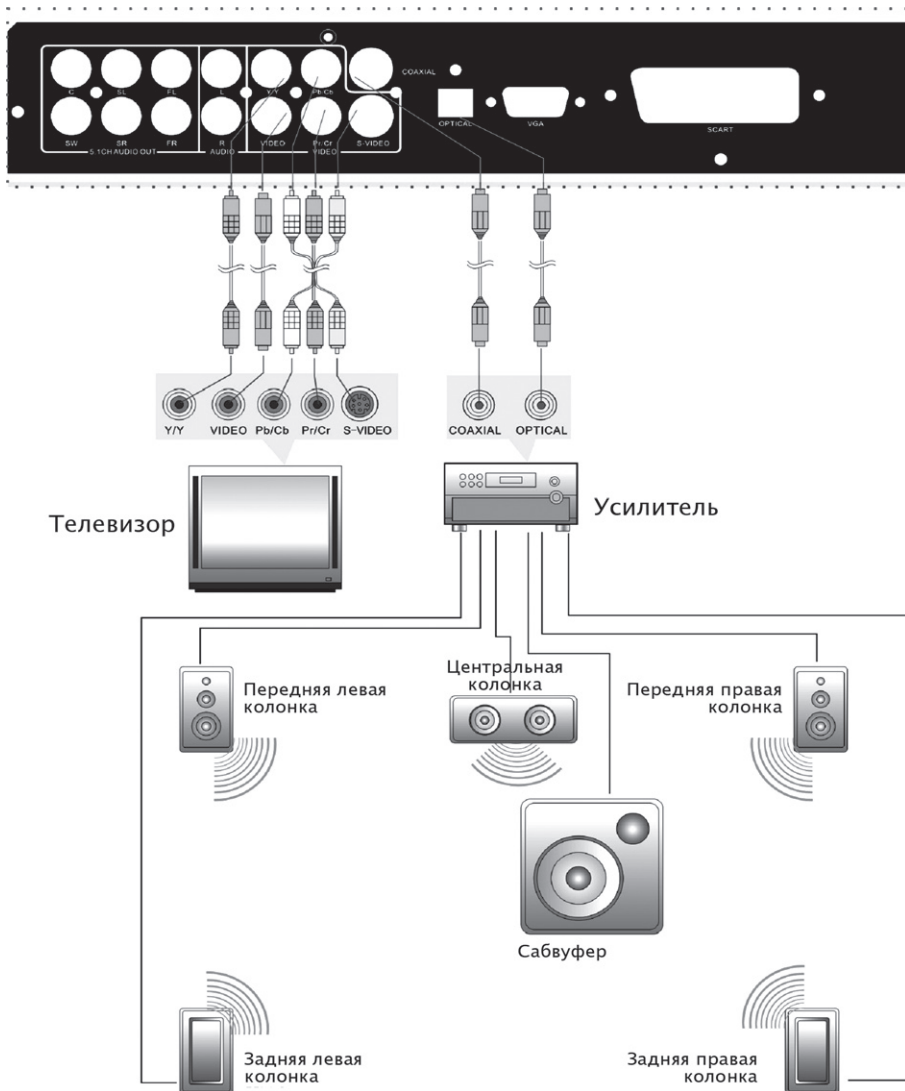 COAXIAL
C SL FL L Y/Y Pb/Cb
OPTICAL VGA SCART
SW SR FR R VIDEO Pr/Cr S-VIDEO
5.1CH AUDIO OUT AUDIO VIDEO
Y/Y VIDEO Pb/Cb Pr/Cr S-VIDEO
COAXIAL OPTICAL
Телевизор
Усилитель
Передняя левая
колонка
Центральная
колонка
Передняя правая
колонка
Сабвуфер
Задняя левая
колонка
Задняя правая
колонка